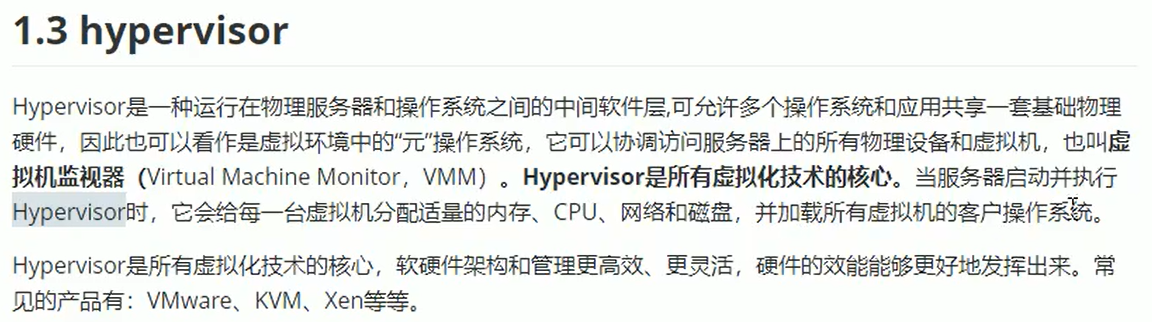 1.3 hypervisor
Hypervisor是一种运行在物理服务器和操作系统之间的中间软件层,可允许多个操作系统和应用共享一套基础物理
硬件，因此也可以看作是虚拟环境中的“元”操作系统，它可以协调访问服务器上的所有物理设备和虚拟机，也叫虚
拟机监视器（Virtual Machine Monitor，VMM）。Hypervisor是所有虚拟化技术的核心。当服务器启动并执行
Hypervisor时，它会给每一台虚拟机分配适量的内存、CPU、网络和磁盘，并加载所有虚拟机的客户操作系统。
Hypervisor是所有虚拟化技术的核心，软硬件架构和管理更高效、更灵活，硬件的效能能够更好地发挥出来。常
见的产品有：VMware、KVM、Xen等等。